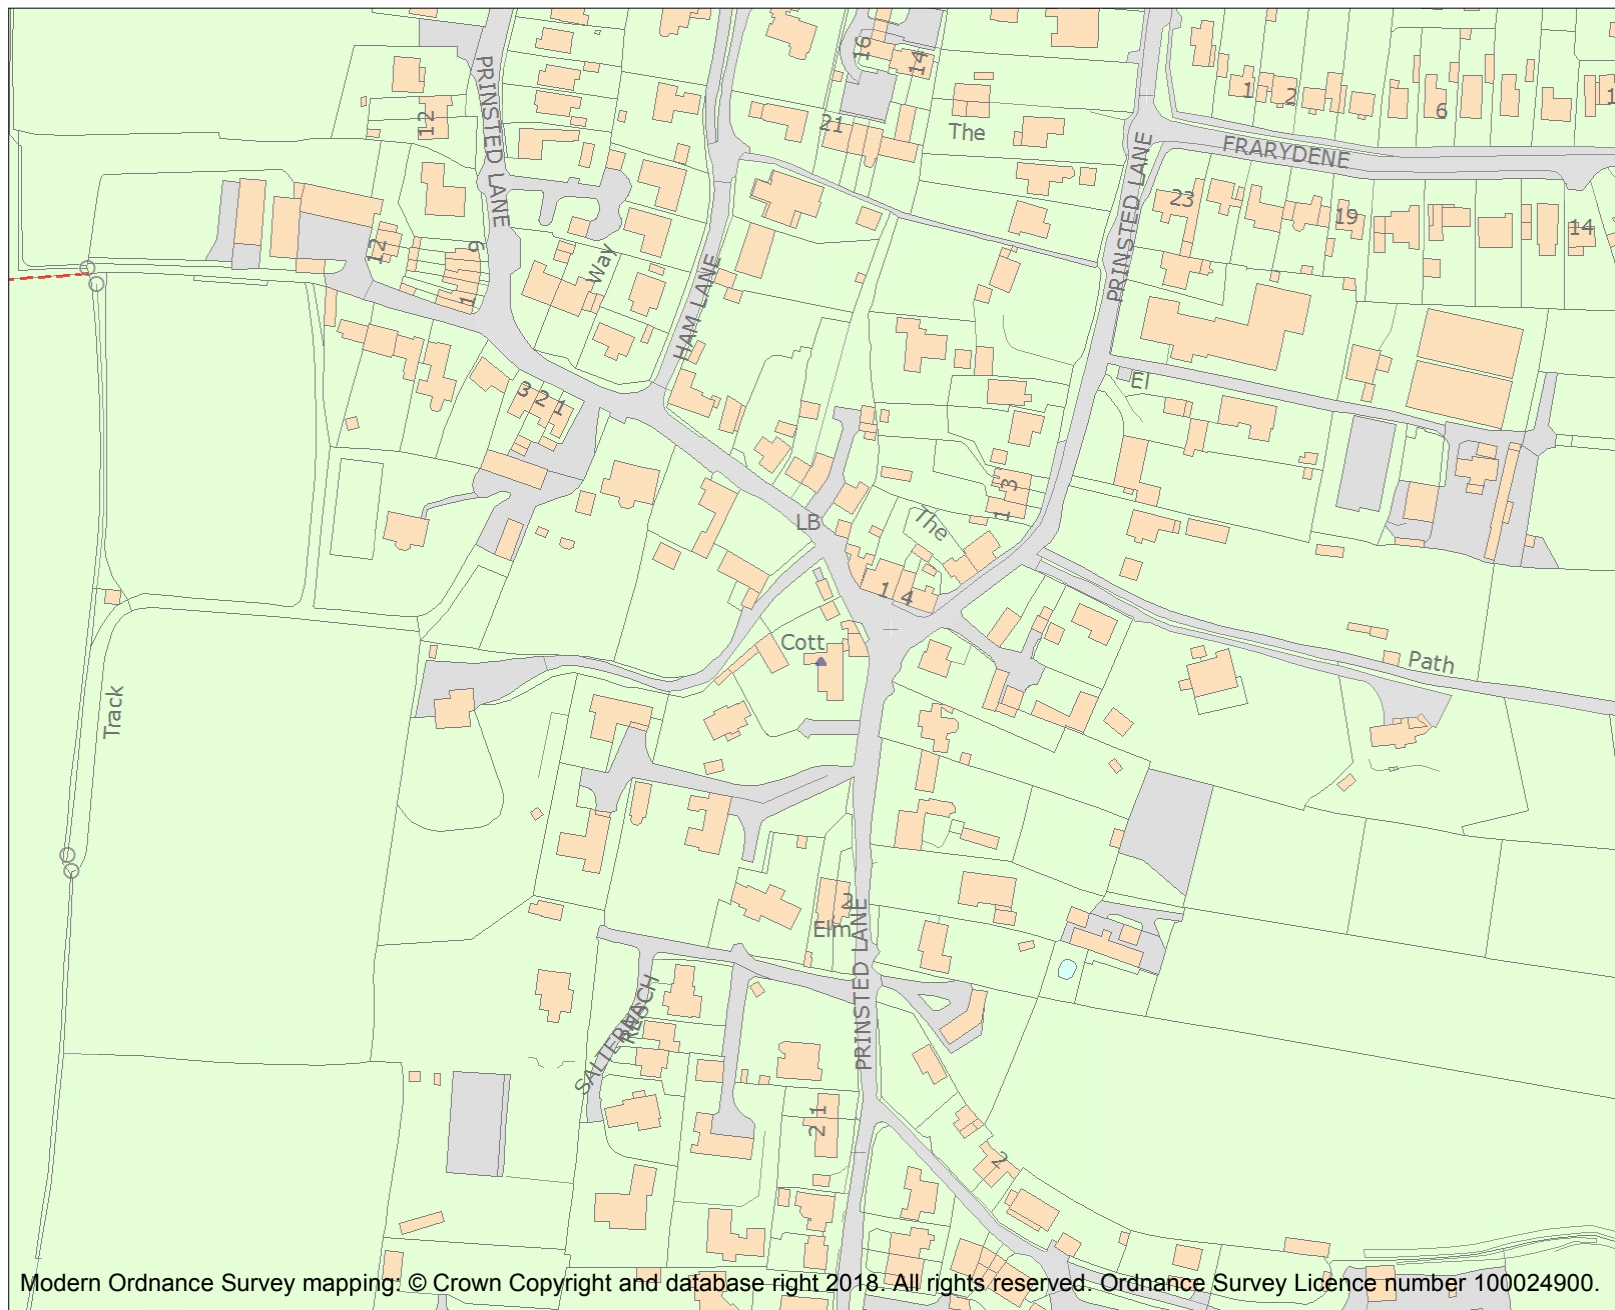 16
14
PRINSTED LANE
12
21
The
1
2
6
1
FRARYDENE
PRINSTED LANE
23
19
14
12
9
1
Way
HAM LANE
El
3 2 1
3
1
LB
The
1 4
Cott
Path
Track
2
Elm
PRINSTED LANE
SALTERNS
REACH
2 1
2
Modern Ordnance Survey mapping: © Crown Copyright and database right 2018. All rights reserved. Ordnance Survey Licence number 100024900.